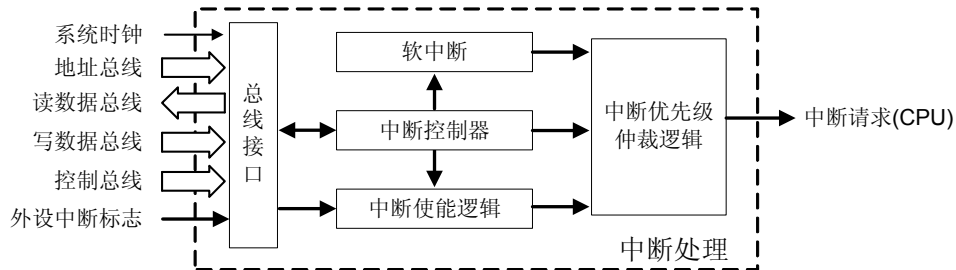 系统时钟
地址总线
读数据总线
写数据总线
控制总线
外设中断标志
总线接口
软中断
中断控制器
中断使能逻辑
中断优先级
仲裁逻辑
中断请求(CPU)
中断处理